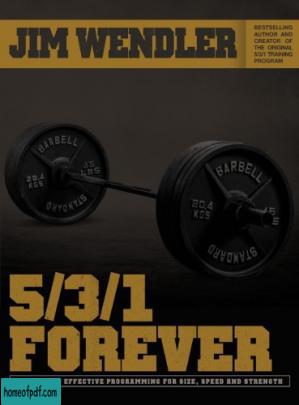 JIM WENDLER
BESTSELLING
AUTHOR AND
CREATOR OF
THE ORIGINAL
5/3/1 TRAINING
PROGRAM
BARBELL
45
LBS
20.4
KGS
STANDARD
BARBELL
20.4
KGS
STANDARD
5/3/1
FOREVER
EFFECTIVE PROGRAMMING FOR SIZE, SPEED AND STRENGTH
homeofpdf.com